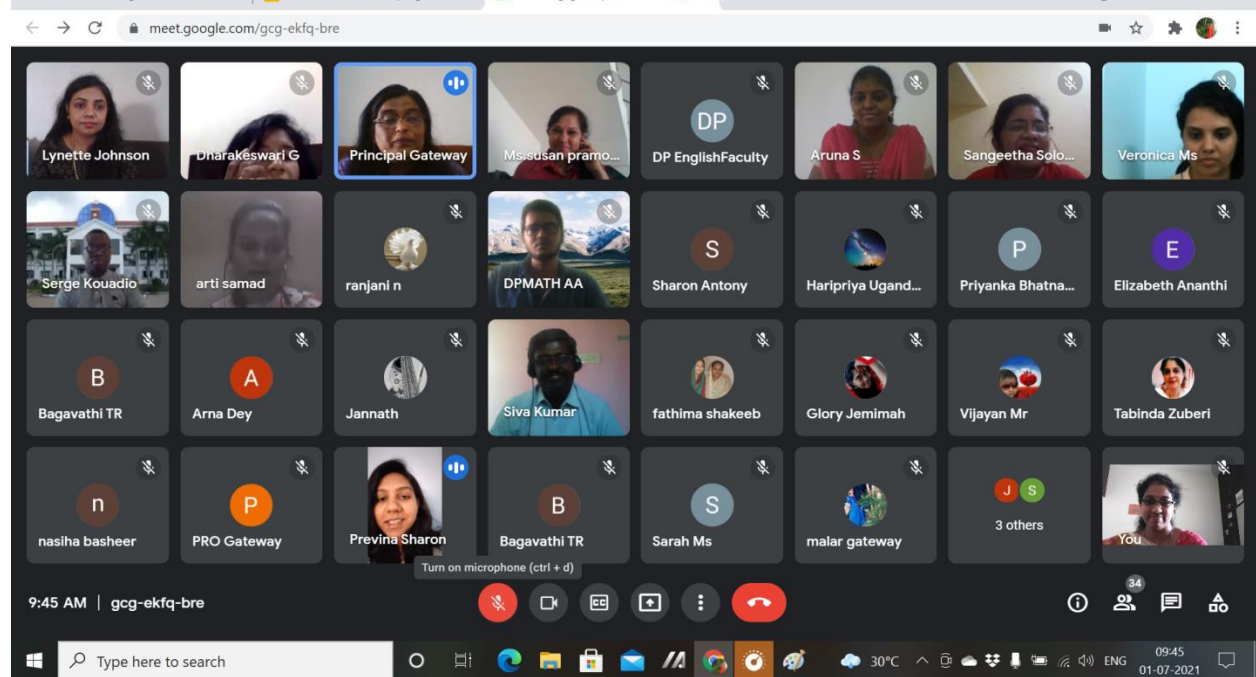 meet.google.com/gcg-ekfq-bre
Lynette Johnson
Dharakeswari G
Principal Gateway
Ms.susan pramo...
DP
DP EnglishFaculty
Aruna S
Sangeetha Solo...
Veronica Ms
Serge Kouadio
arti samad
ranjani n
DPMATH AA
S
Sharon Antony
Haripriya Ugand...
P
Priyanka Bhatna...
E
Elizabeth Ananthi
B
Bagavathi TR
A
Arna Dey
Jannath
Siva Kumar
fathima shakeeb
Glory Jemimah
Vijayan Mr
Tabinda Zuberi
n
nasiha basheer
P
PRO Gateway
Previna Sharon
B
Bagavathi TR
S
Sarah Ms
malar gateway
J S
3 others
You
Turn on microphone (ctrl + d)
9:45 AM | gcg-ekfq-bre
CC
34
Type here to search
30°C
ENG
09:45
01-07-2021